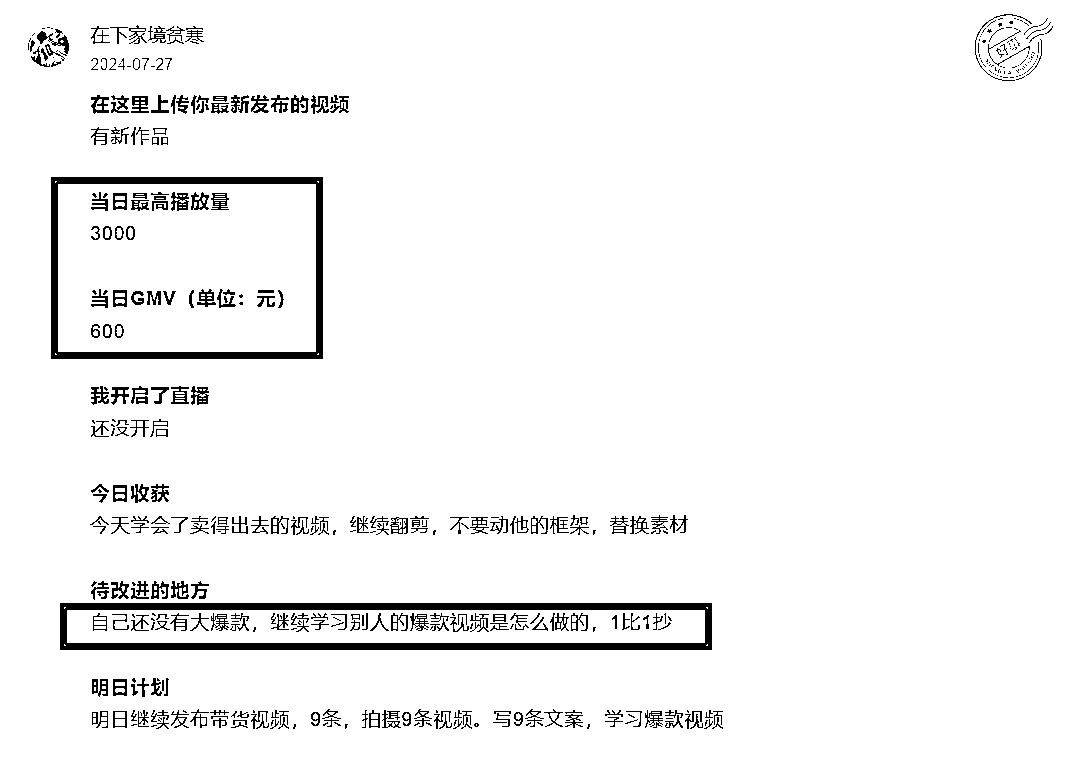 在下家境贫寒
2024-07-27
在这里上传你最新发布的视频
有新作品
当日最高播放量
3000
当日GMV（单位：元）
600
我开启了直播
还没开启
今日收获
今天学会了卖得出去的视频，继续翻剪，不要动他的框架，替换素材
待改进的地方
自己还没有大爆款，继续学习别人的爆款视频是怎么做的，1比1抄
明日计划
明日继续发布带货视频，9条，拍摄9条视频。写9条文案，学习爆款视频